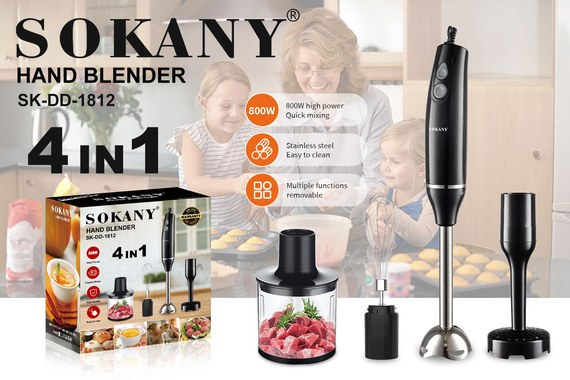 SOKANY®
HAND BLENDER
SK-DD-1812
4 IN 1
800W
800W high power
Quick mixing
Stainless steel
Easy to clean
Multiple functions
removable
SOKANY
SOKANY
HAND BLENDER
SK-DD-1812
4 IN 1